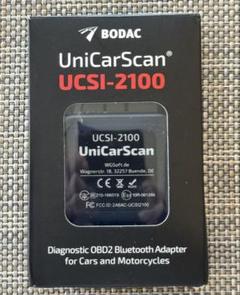 BODAC
UniCarScan®
UCSI-2100
UCSI-2100
UniCarScan
WGSoft.de
Wagnerstr. 18, 32257 Buende, DE
FCC ID: 2ABAC-UCSI2100
Diagnostic OBD2 Bluetooth Adapter
for Cars and Motorcycles